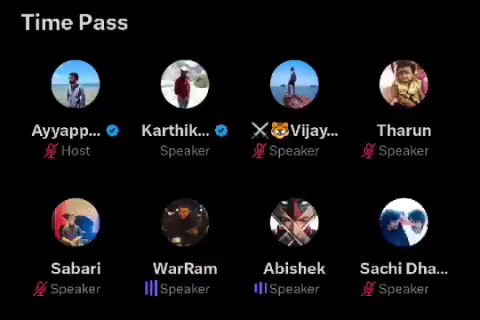 Time Pass
Ayyapp... Karthik... ⚔🐯Vijay... Tharun
Host Speaker Speaker Speaker
Sabari WarRam Abishek Sachi Dha...
Speaker Speaker Speaker Speaker